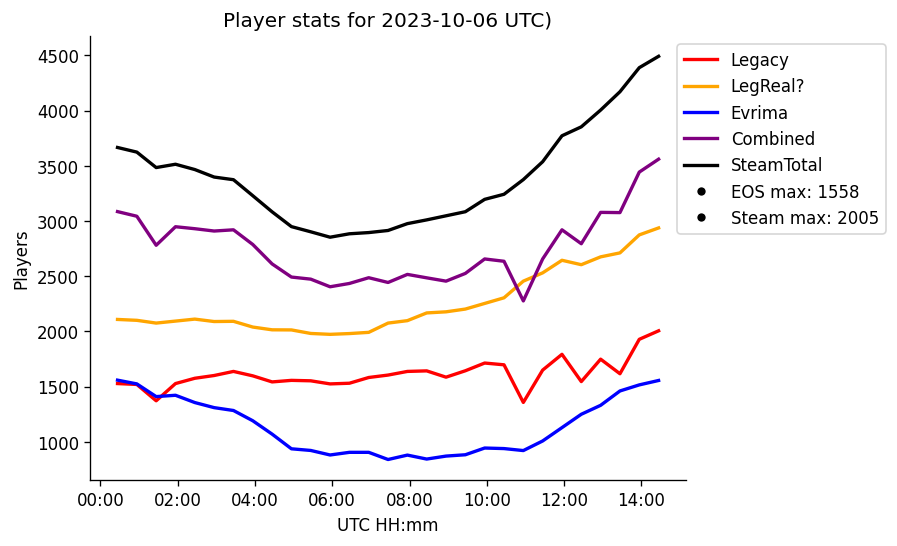 Player stats for 2023-10-06 UTC)
4500
4000
3500
3000
2500
2000
1500
1000
Players
00:00 02:00 04:00 06:00 08:00 10:00 12:00 14:00
UTC HH:mm
Legacy
LegReal?
Evrima
Combined
SteamTotal
EOS max: 1558
Steam max: 2005